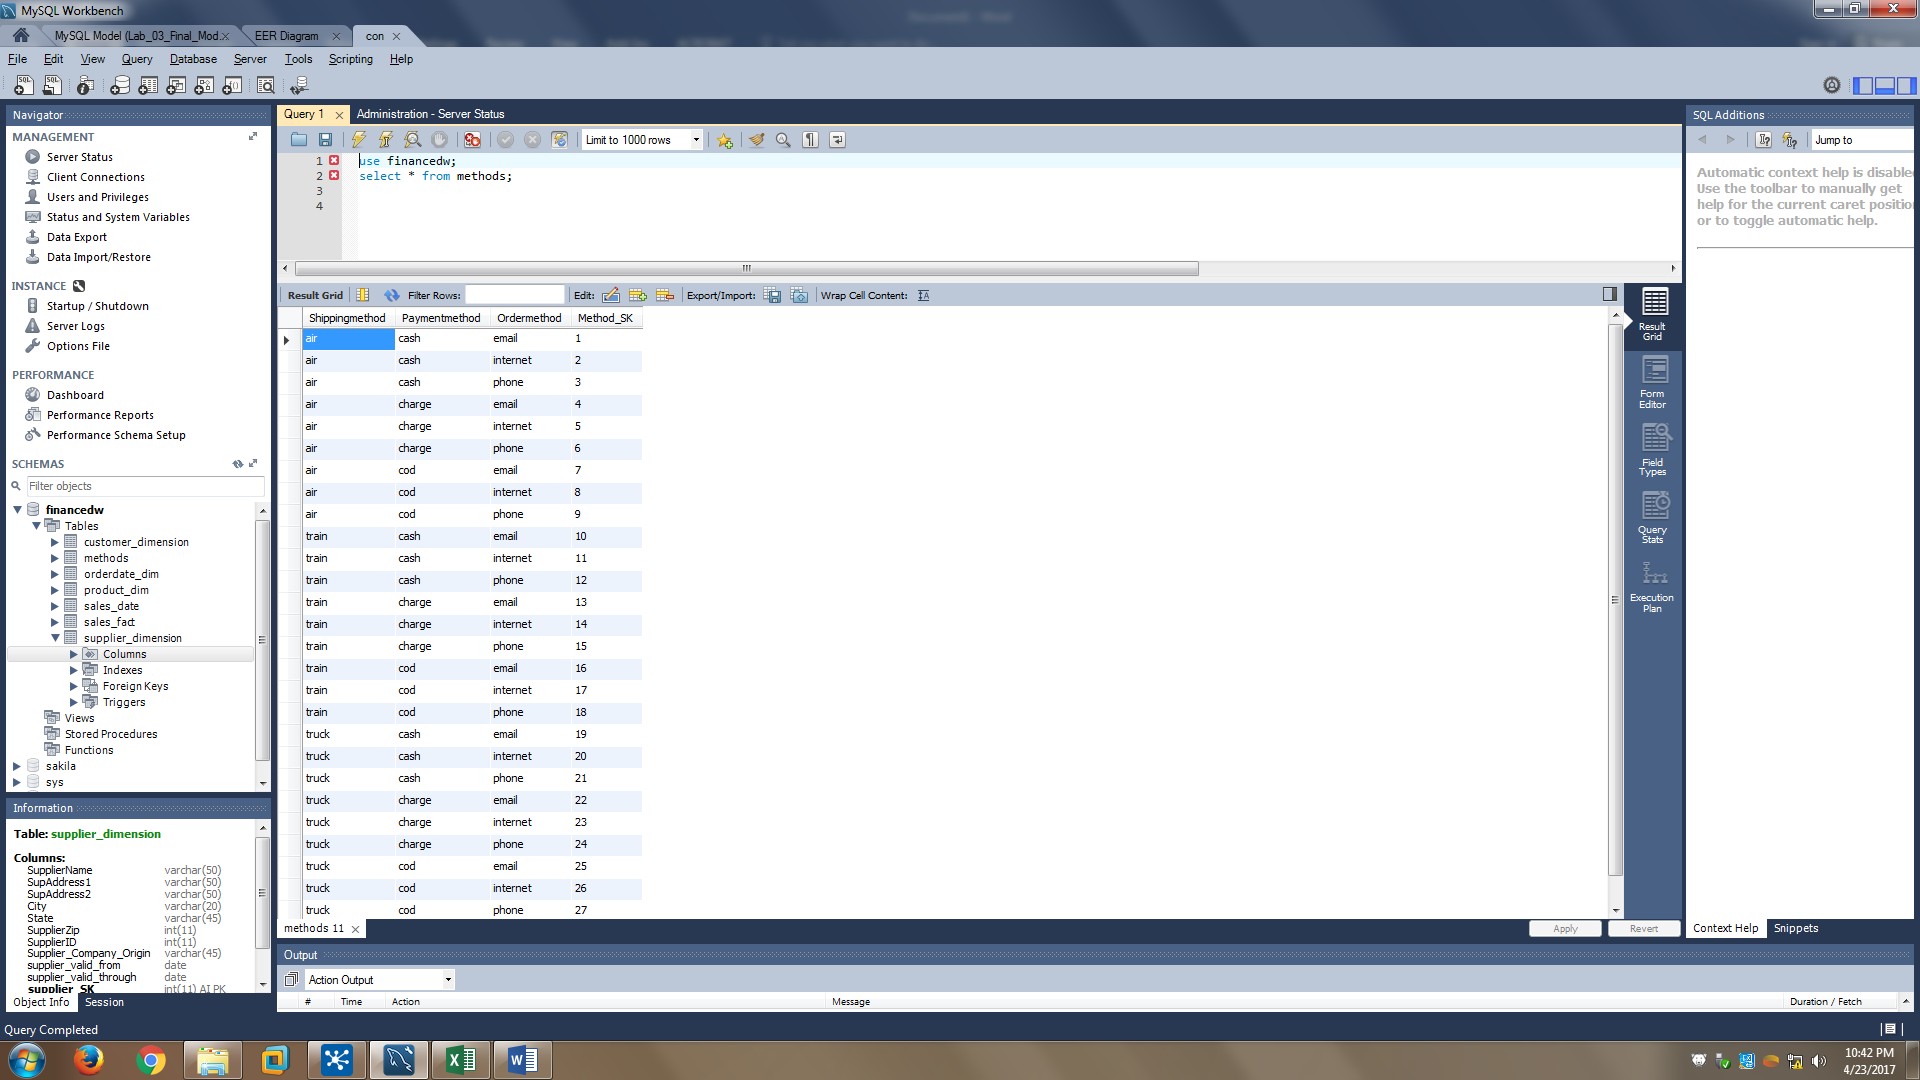 MySQL Workbench
MySQL Model (Lab_03_Final_Mod.
EER Diagram
con
File Edit View Query Database Server Tools Scripting Help
Navigator
MANAGEMENT
Server Status
Client Connections
Users and Privileges
Status and System Variables
Data Export
Data Import/Restore
INSTANCE
Startup / Shutdown
Server Logs
Options File
PERFORMANCE
Dashboard
Performance Reports
Performance Schema Setup
SCHEMAS
Filter objects
financedw
Tables
customer_dimension
methods
orderdate_dim
product_dim
sales_date
sales_fact
supplier_dimension
Columns
Indexes
Foreign Keys
Triggers
Views
Stored Procedures
Functions
sakila
sys
Information
Table: supplier_dimension
Columns:
SupplierName varchar(50)
SupAddress1 varchar(50)
SupAddress2 varchar(50)
City varchar(20)
State varchar(45)
SupplierZip int(11)
SupplierID int(11)
Supplier_Company_Origin varchar(45)
supplier_valid_from date
supplier_valid_through date
supplier_SK int(11) AI PK
Object Info Session
Query 1
Administration - Server Status
Limit to 1000 rows
1 use financedw;
2 select * from methods;
3
4
Result Grid Filter Rows: Edit: Export/Import: Wrap Cell Content:
Shippingmethod Paymentmethod Ordermethod Method_SK
air cash email 1
air cash internet 2
air cash phone 3
air charge email 4
air charge internet 5
air charge phone 6
air cod email 7
air cod internet 8
air cod phone 9
train cash email 10
train cash internet 11
train cash phone 12
train charge email 13
train charge internet 14
train charge phone 15
train cod email 16
train cod internet 17
train cod phone 18
truck cash email 19
truck cash internet 20
truck cash phone 21
truck charge email 22
truck charge internet 23
truck charge phone 24
truck cod email 25
truck cod internet 26
truck cod phone 27
Result
Grid
Form
Editor
Field
Types
Query
Stats
Execution
Plan
methods 11
Apply Revert
Output
Action Output
# Time Action Message Duration / Fetch
SQL Additions
Jump to
Automatic context help is disable
Use the toolbar to manually get
help for the current caret position
or to toggle automatic help.
Context Help Snippets
Query Completed
10:42 PM
4/23/2017